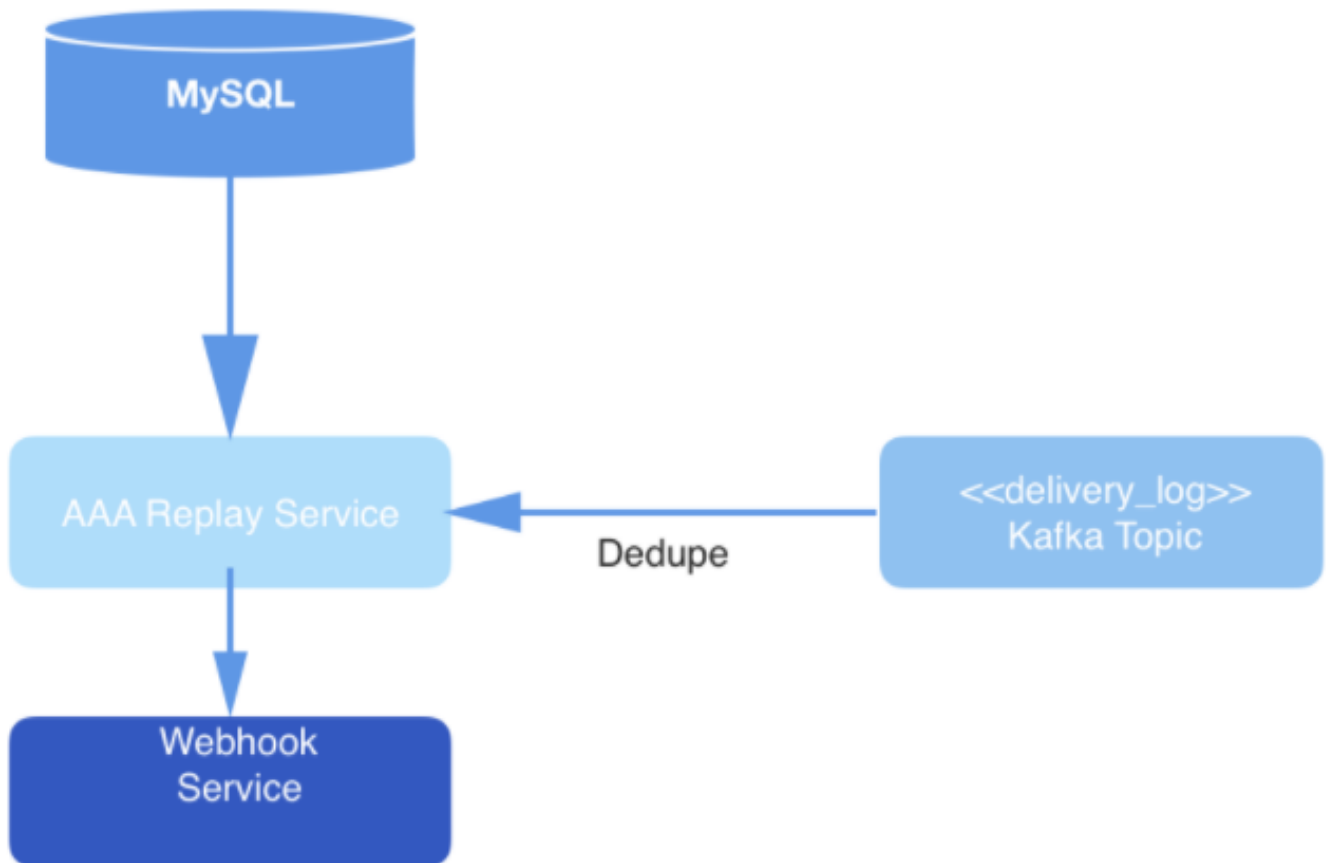 MySQL
AAA Replay Service
<<delivery_log>>
Kafka Topic
Dedupe
Webhook
Service